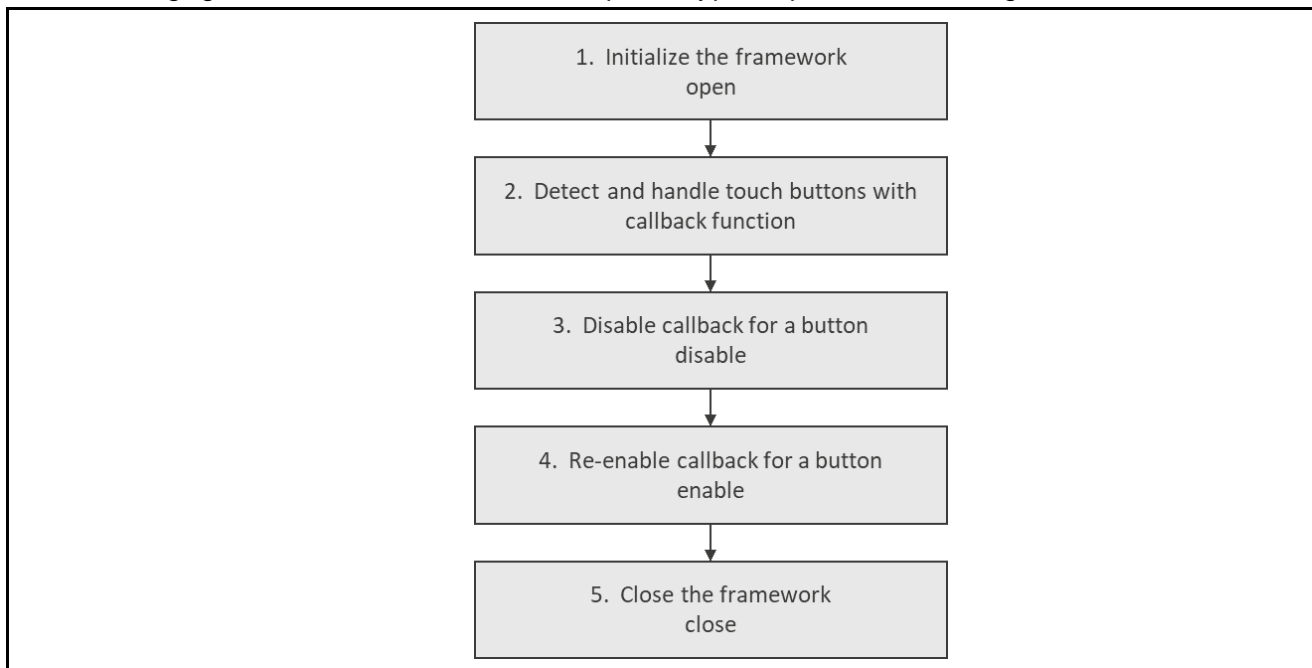 1. Initialize the framework
open
2. Detect and handle touch buttons with
callback function
3. Disable callback for a button
disable
4. Re-enable callback for a button
enable
5. Close the framework
close